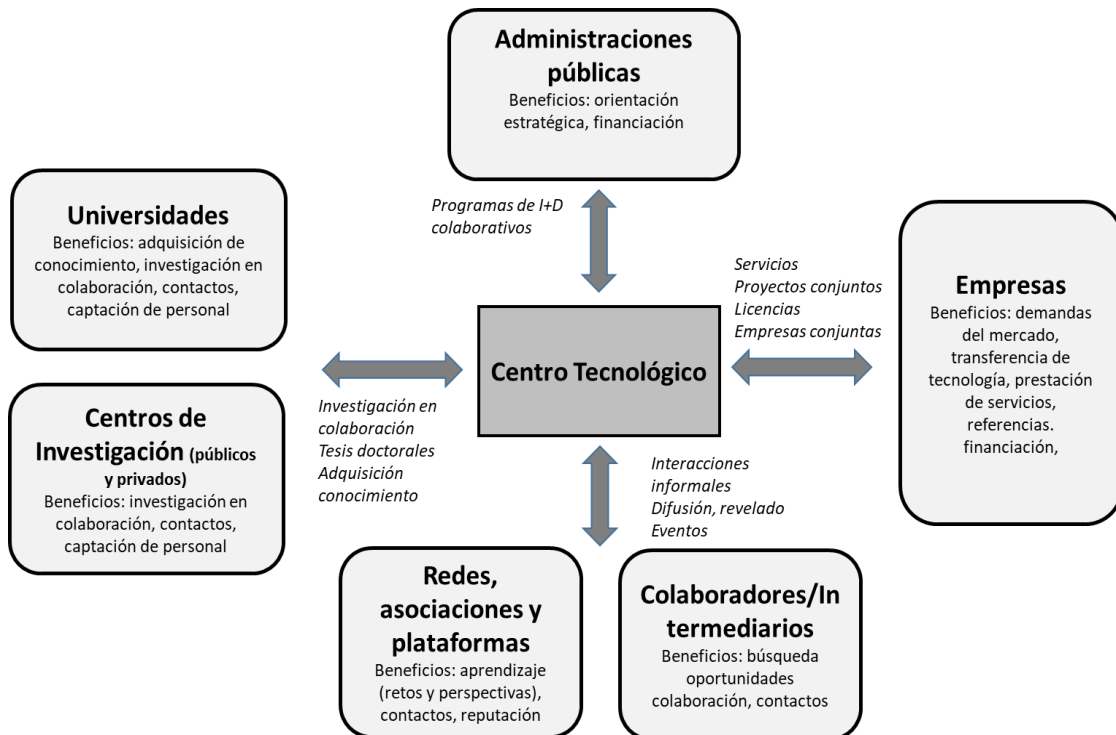 Administraciones
públicas
Beneficios: orientación
estratégica, financiación
Universidades
Beneficios: adquisición de
conocimiento, investigación en
colaboración, contactos,
captación de personal
Programas de I+D
colaborativos
Servicios
Proyectos conjuntos
Licencias
Empresas conjuntas
Empresas
Beneficios: demandas
del mercado,
transferencia de
tecnología, prestación
de servicios,
referencias.
financiación,
Centro Tecnológico
Centros de
Investigación (públicos
y privados)
Beneficios: investigación en
colaboración, contactos,
captación de personal
Investigación en
colaboración
Tesis doctorales
Adquisición
conocimiento
Interacciones
informales
Difusión, revelado
Eventos
Redes,
asociaciones y
plataformas
Beneficios: aprendizaje
(retos y perspectivas),
contactos, reputación
Colaboradores/In
termediarios
Beneficios: búsqueda
oportunidades
colaboración, contactos